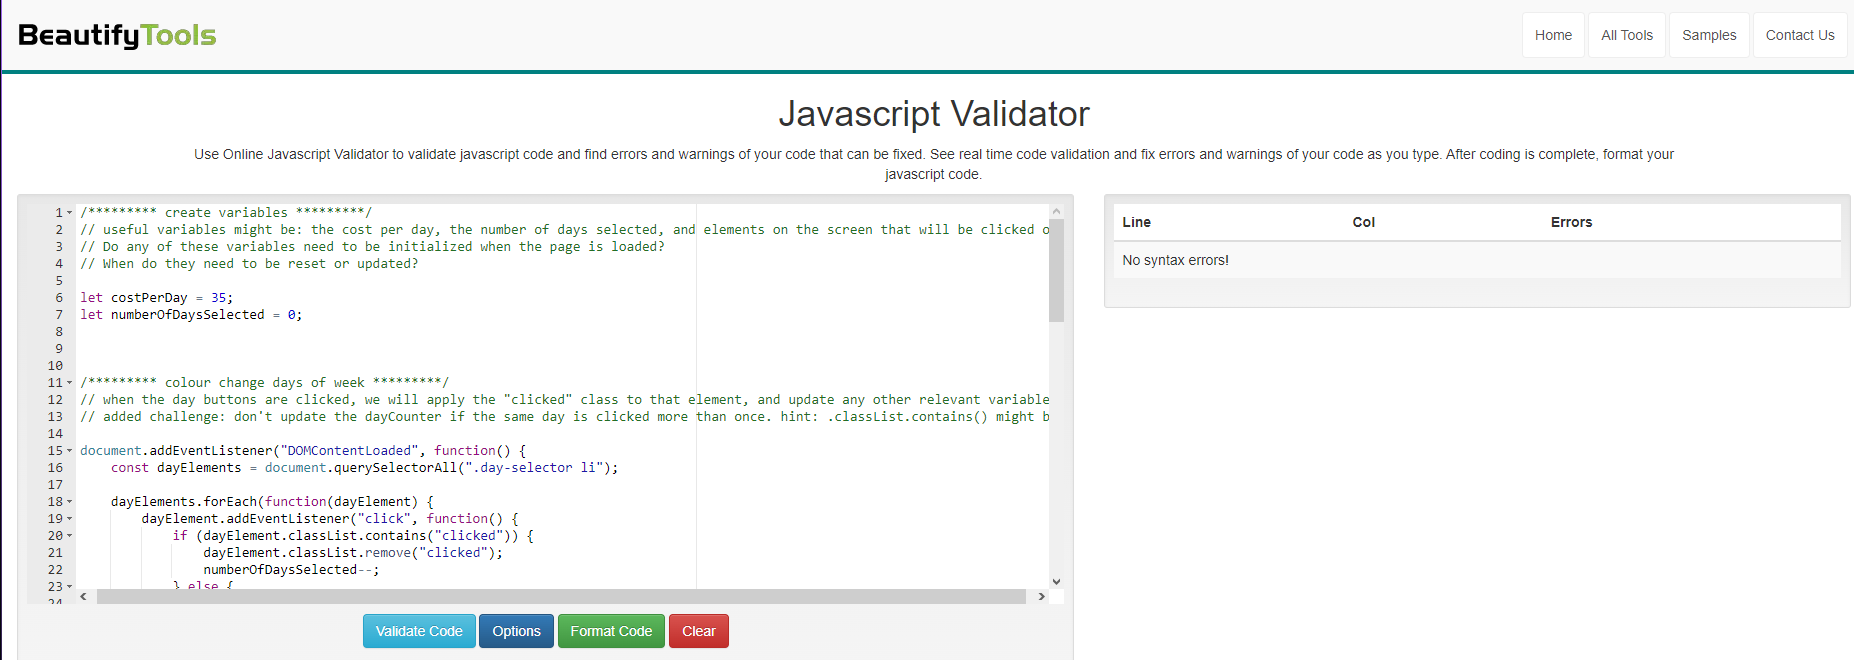 BeautifyTools
Home All Tools Samples Contact Us
Javascript Validator
Use Online Javascript Validator to validate javascript code and find errors and warnings of your code that can be fixed. See real time code validation and fix errors and warnings of your code as you type. After coding is complete, format your
javascript code.
1 /********* create variables *********/
2 // useful variables might be: the cost per day, the number of days selected, and elements on the screen that will be clicked o
3 // Do any of these variables need to be initialized when the page is loaded?
4 // When do they need to be reset or updated?
5
6 let costPerDay = 35;
7 let numberOfDaysSelected = 0;
8
9
10
11 /********* colour change days of week *********/
12 // when the day buttons are clicked, we will apply the "clicked" class to that element, and update any other relevant variable
13 // added challenge: don't update the dayCounter if the same day is clicked more than once. hint: .classList.contains() might b
14
15 document.addEventListener("DOMContentLoaded", function() {
16 const dayElements = document.querySelectorAll(".day-selector li");
17
18 dayElements.forEach(function(dayElement) {
19 dayElement.addEventListener("click", function() {
20 if (dayElement.classList.contains("clicked")) {
21 dayElement.classList.remove("clicked");
22 numberOfDaysSelected--;
23 } else {
24
Validate Code Options Format Code Clear
Line Col Errors
No syntax errors!